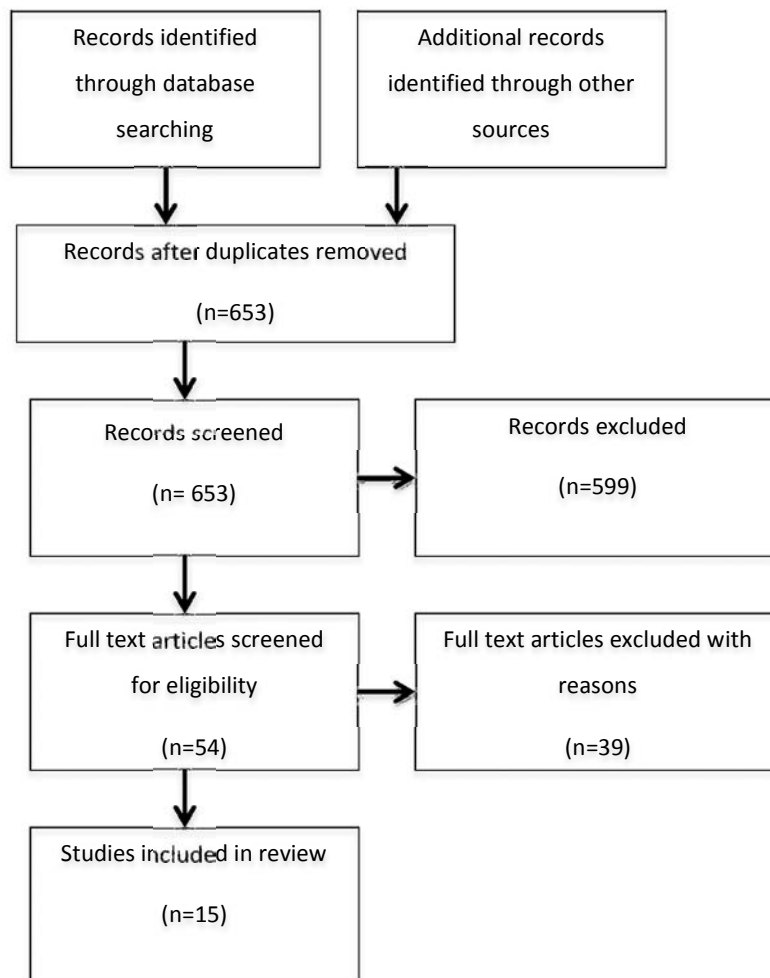 Records identified
through database
searching
Additional records
identified through other
sources
Records after duplicates removed
(n=653)
Records screened
(n= 653)
Records excluded
(n=599)
Full text articles screened
for eligibility
(n=54)
Full text articles excluded with
reasons
(n=39)
Studies included in review
(n=15)